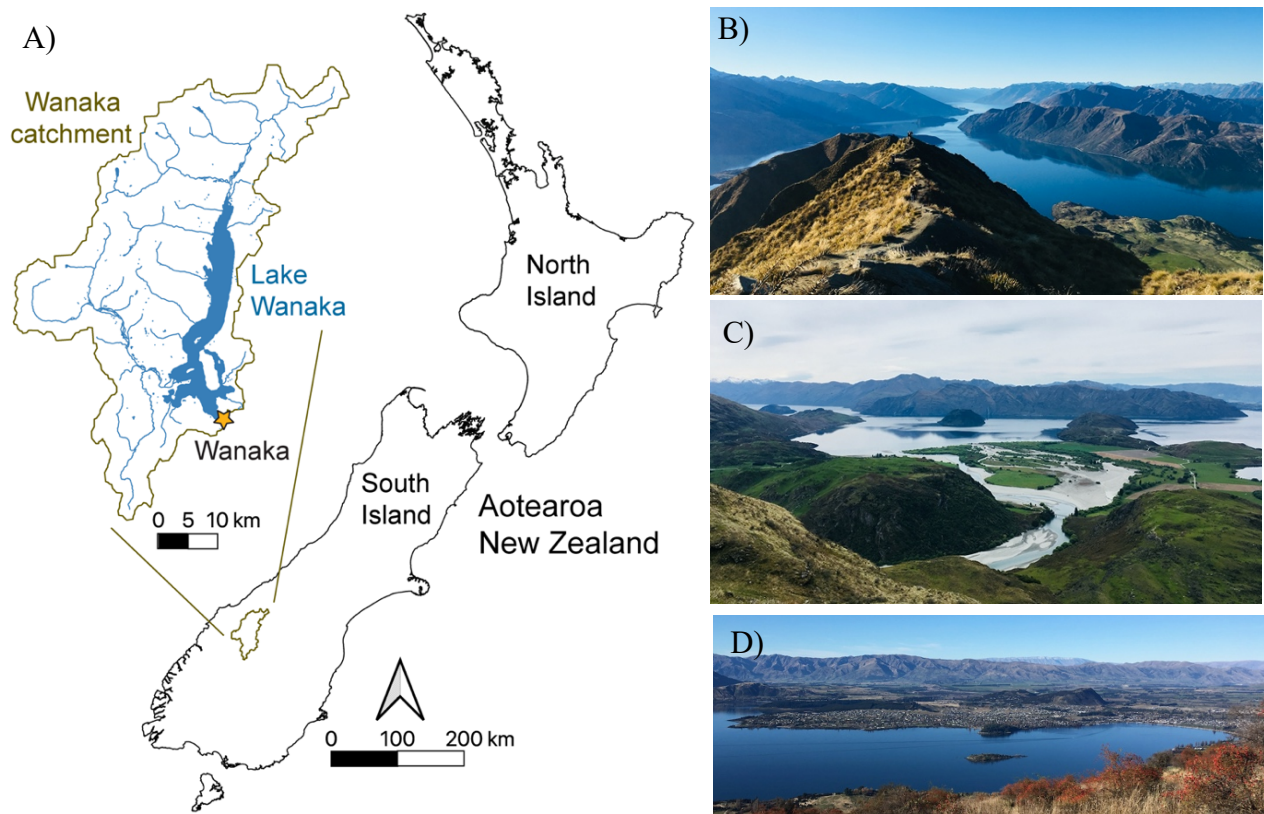 A)
Wanaka
catchment
Lake
Wanaka
Wanaka
0 5 10 km
North
Island
South
Island
Aotearoa
New Zealand
0 100 200 km
B)
C)
D)